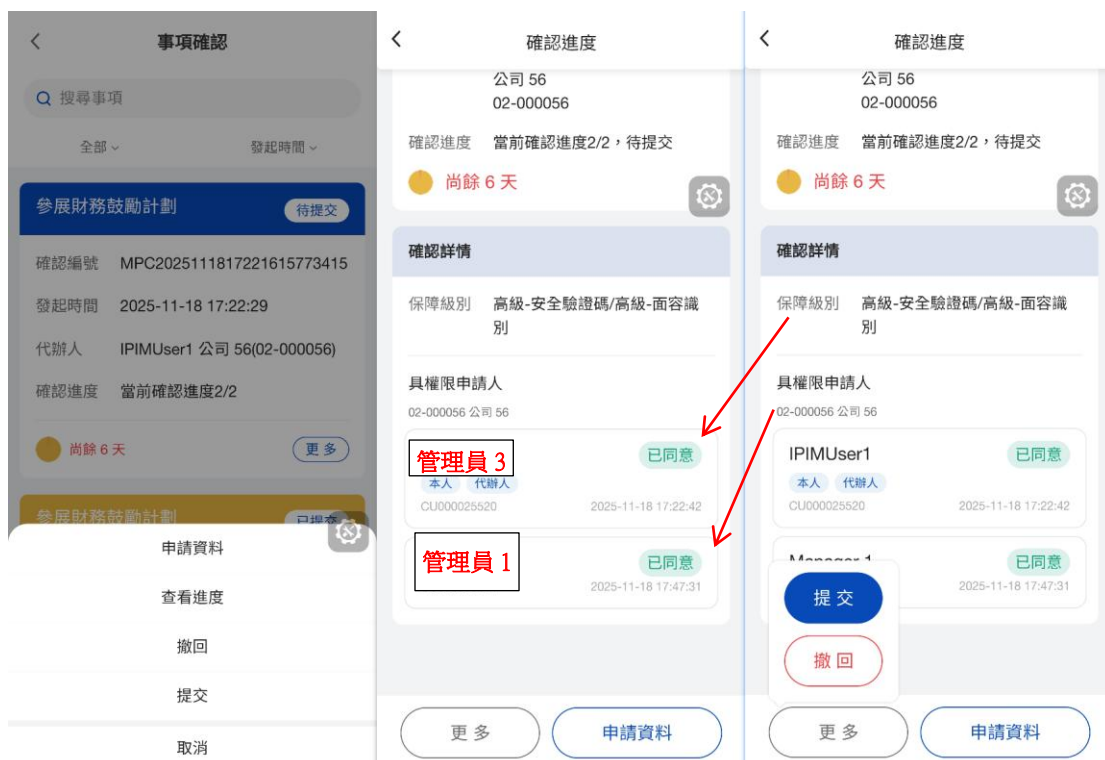 事項確認
搜尋事項
全部
發起時間
參展財務鼓勵計劃
待提交
確認編號 MPC2025111817221615773415
發起時間 2025-11-18 17:22:29
代辦人 IPIMUser1 公司 56(02-000056)
確認進度 當前確認進度2/2
尚餘 6 天
更多
參展財務鼓勵計劃
已提交
申請資料
查看進度
撤回
提交
取消
確認進度
公司 56
02-000056
確認進度 當前確認進度2/2,待提交
尚餘 6 天
確認詳情
保障級別 高級-安全驗證碼/高級-面容識
別
具權限申請人
02-000056 公司 56
管理員 3
已同意
本人 代辦人
CU000025520 2025-11-18 17:22:42
管理員 1
已同意
2025-11-18 17:47:31
更多
申請資料
確認進度
公司 56
02-000056
確認進度 當前確認進度2/2,待提交
尚餘 6 天
確認詳情
保障級別 高級-安全驗證碼/高級-面容識
別
具權限申請人
02-000056 公司 56
IPIMUser1
已同意
本人 代辦人
CU000025520 2025-11-18 17:22:42
Manager 1
已同意
2025-11-18 17:47:31
提交
撤回
更多
申請資料